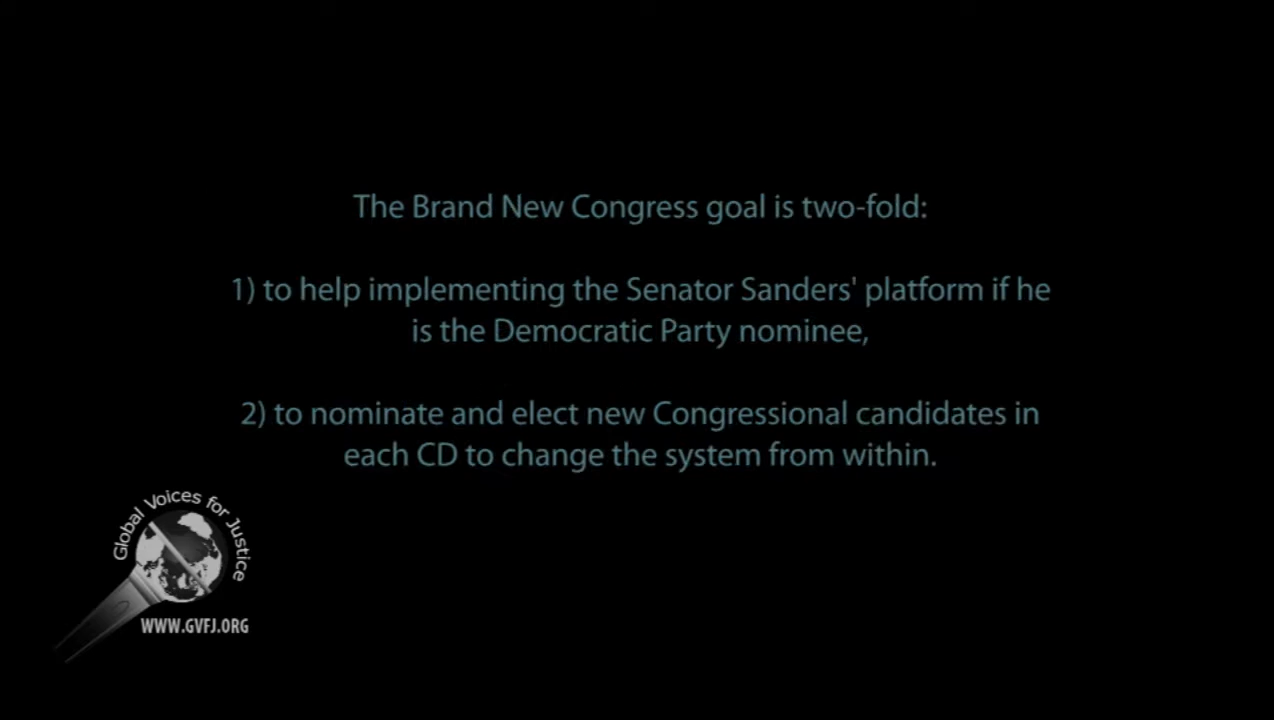 The Brand New Congress goal is two-fold:
1) to help implementing the Senator Sanders' platform if he
is the Democratic Party nominee,
2) to nominate and elect new Congressional candidates in
each CD to change the system from within.
Global Voices for Justice
WWW.GVFJ.ORG